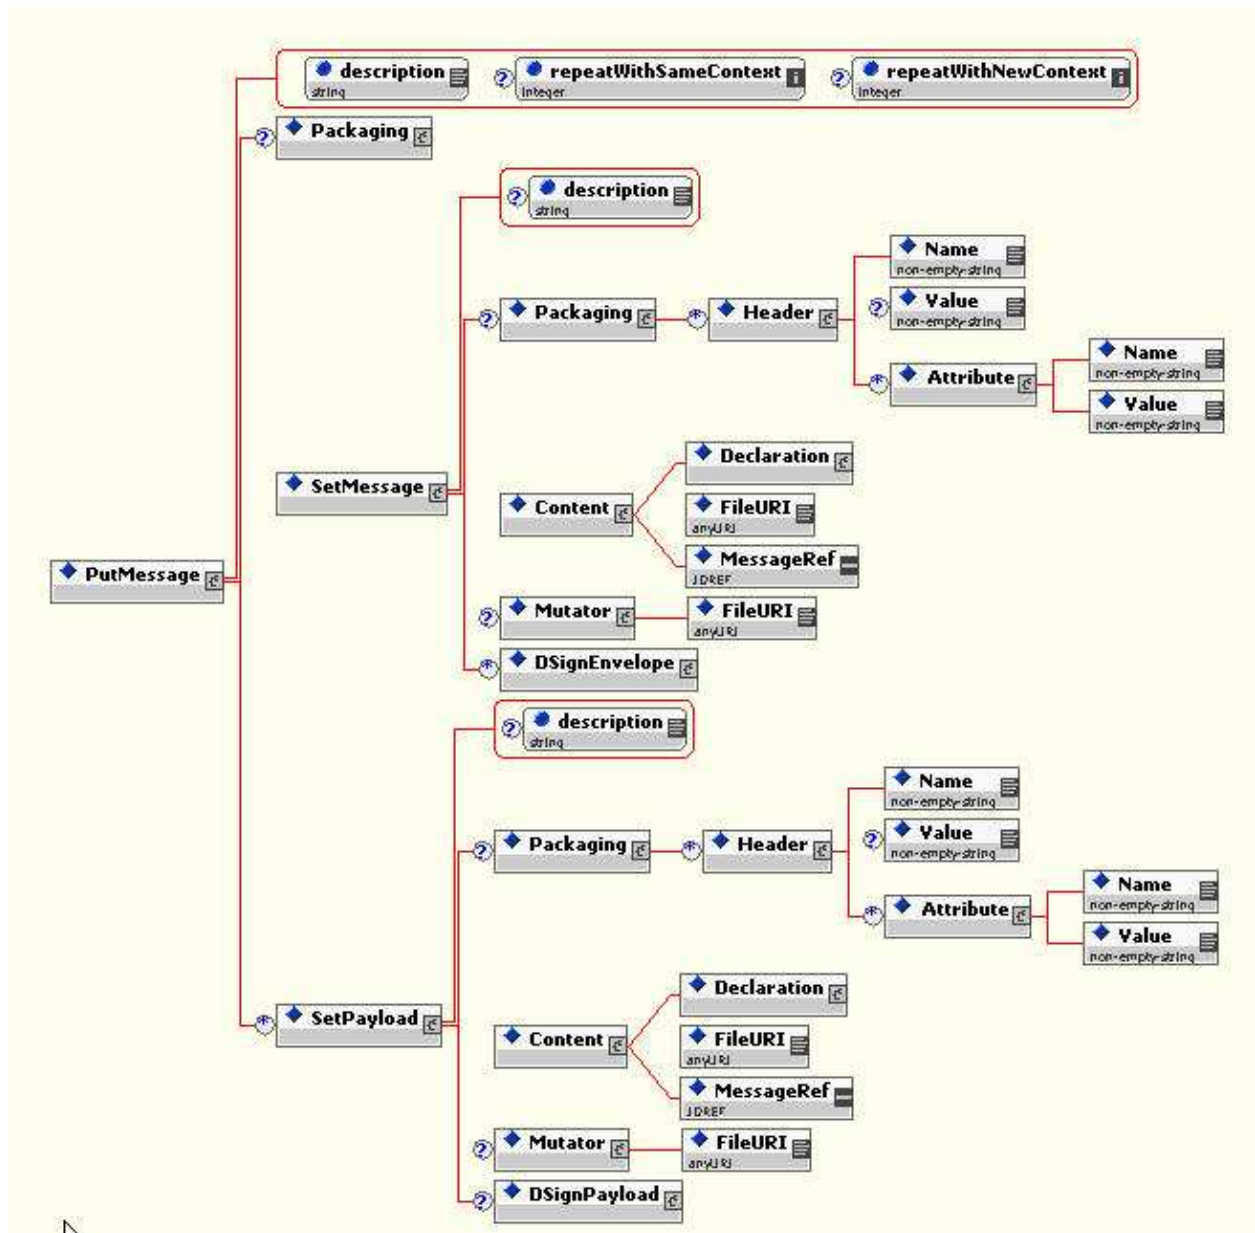 description
string
? repeatWithSameContext
integer
? repeatWithNewContext
integer
? Packaging
? description
string
Name
non-empty-string
? Packaging
* Header
? Value
non-empty-string
* Attribute
Name
non-empty-string
Value
non-empty-string
SetMessage
Content
Declaration
FileURI
anyURI
MessageRef
IDREF
PutMessage
? Mutator
FileURI
anyURI
* DSignEnvelope
? description
string
Name
non-empty-string
? Packaging
* Header
? Value
non-empty-string
* Attribute
Name
non-empty-string
Value
non-empty-string
* SetPayload
Content
Declaration
FileURI
anyURI
MessageRef
IDREF
? Mutator
FileURI
anyURI
? DSignPayload